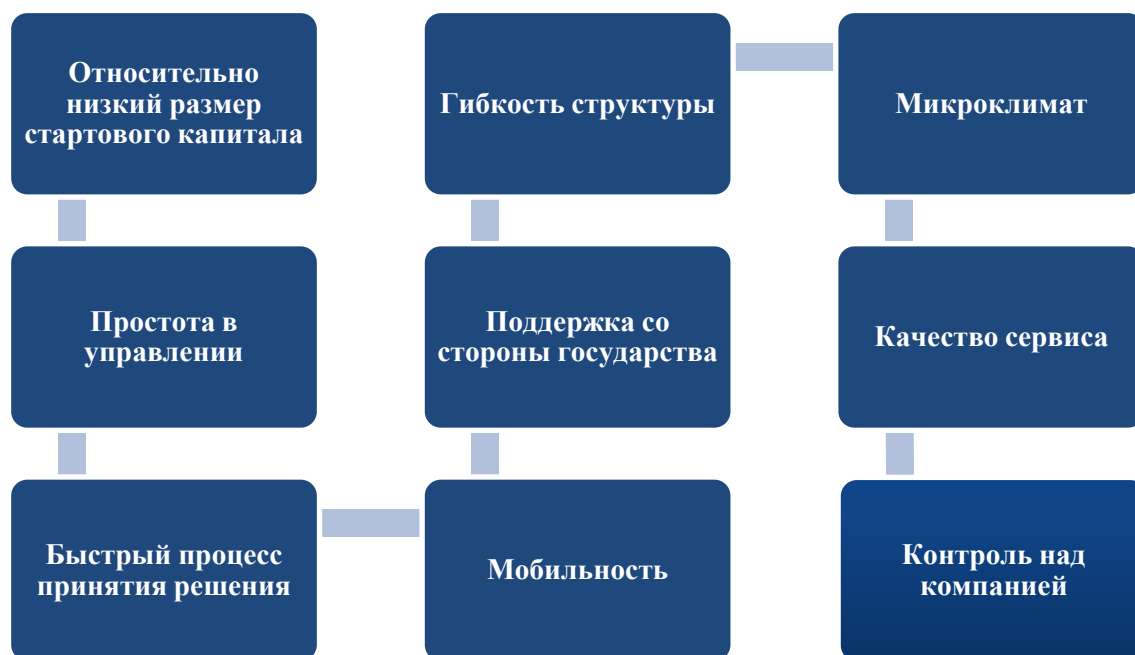 Относительно
низкий размер
стартового капитала
Простота в
управлении
Быстрый процесс
принятия решения
Мобильность
Поддержка со
стороны государства
Гибкость структуры
Микроклимат
Качество сервиса
Контроль над
компанией